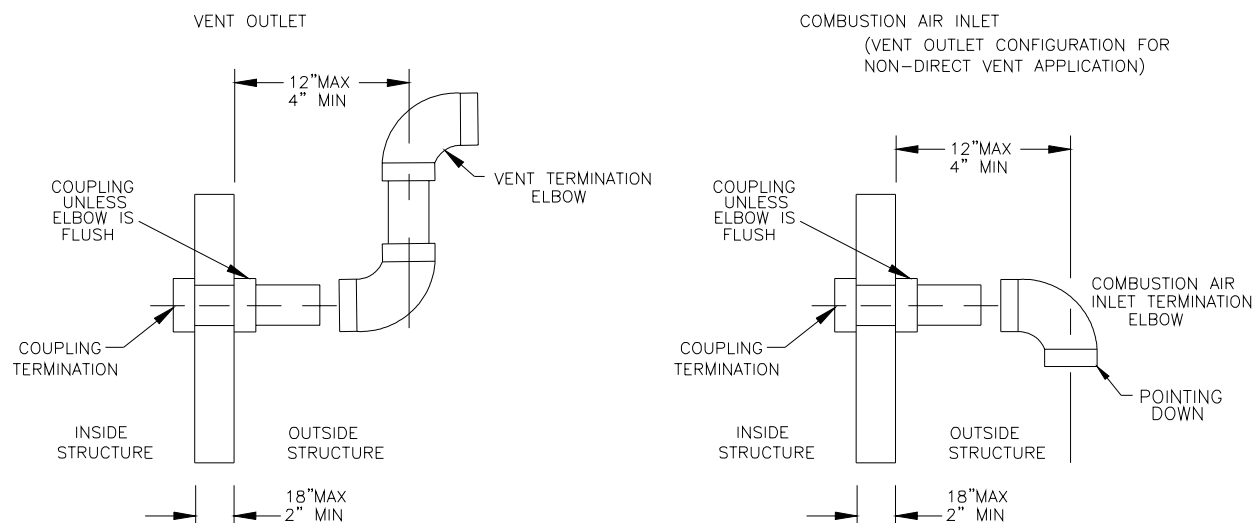 VENT OUTLET
12”MAX
4” MIN
COUPLING
UNLESS
ELBOW IS
FLUSH
VENT TERMINATION
ELBOW
COUPLING
TERMINATION
INSIDE
STRUCTURE
OUTSIDE
STRUCTURE
18”MAX
2” MIN
COMBUSTION AIR INLET
(VENT OUTLET CONFIGURATION FOR
NON–DIRECT VENT APPLICATION)
12”MAX
4” MIN
COUPLING
UNLESS
ELBOW IS
FLUSH
COMBUSTION AIR
INLET TERMINATION
ELBOW
COUPLING
TERMINATION
POINTING
DOWN
INSIDE
STRUCTURE
OUTSIDE
STRUCTURE
18”MAX
2” MIN